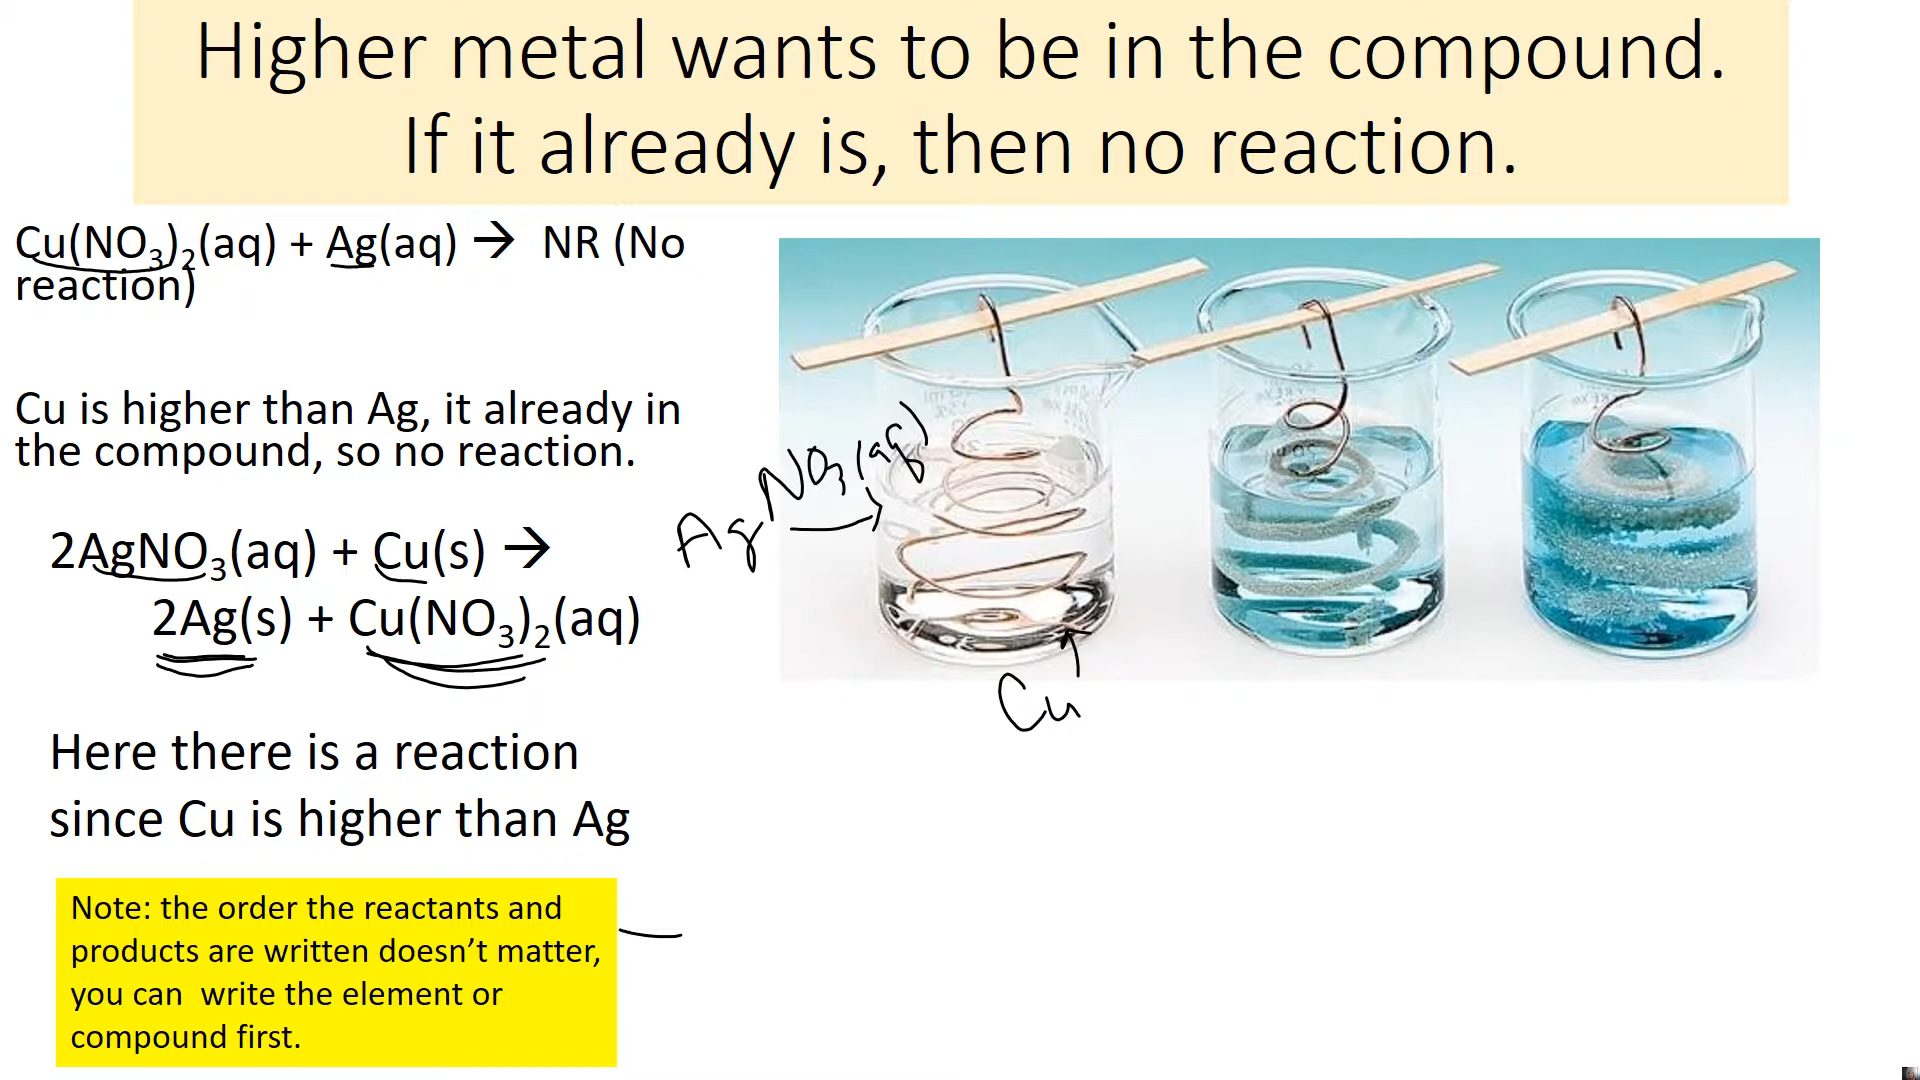 Higher metal wants to be in the compound.
If it already is, then no reaction.
Cu(NO₃)₂(aq) + Ag(aq) → NR (No
reaction)
Cu is higher than Ag, it already in
the compound, so no reaction.
2AgNO₃(aq) + Cu(s) →
2Ag(s) + Cu(NO₃)₂(aq)
Here there is a reaction
since Cu is higher than Ag
Note: the order the reactants and
products are written doesn’t matter,
you can write the element or
compound first.
AgNO₃(aq)
Cu